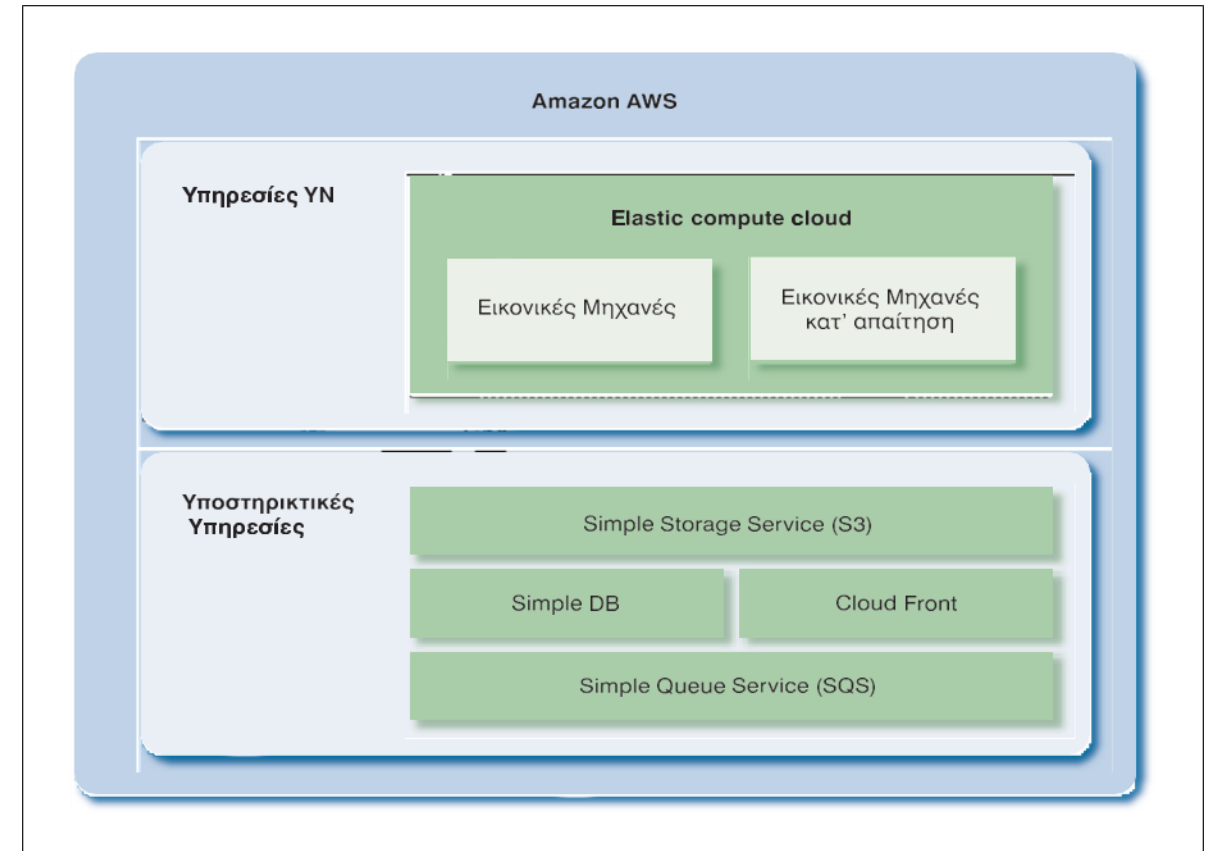 Amazon AWS
Υπηρεσίες ΥΝ
Elastic compute cloud
Εικονικές Μηχανές
Εικονικές Μηχανές
κατ' απαίτηση
Υποστηρικτικές
Υπηρεσίες
Simple Storage Service (S3)
Simple DB
Cloud Front
Simple Queue Service (SQS)